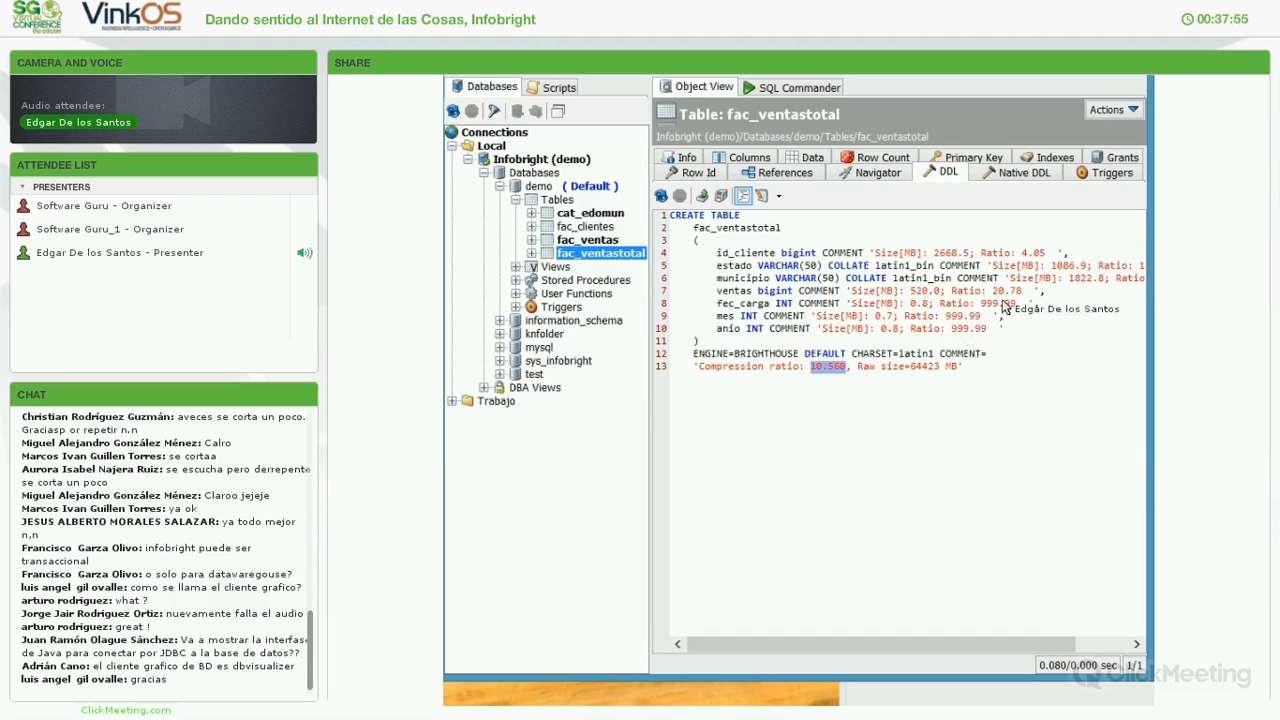 SG
VIRTUAL
CONFERENCE
VinkOS
Dando sentido al Internet de las Cosas, Infobright
00:37:55
CAMERA AND VOICE
Audio attendee:
Edgar De los Santos
ATTENDEE LIST
PRESENTERS
Software Guru - Organizer
Software Guru_1 - Organizer
Edgar De los Santos - Presenter
CHAT
Christian Rodríguez Guzmán: aveces se corta un poco.
Graciasp or repetir n.n
Miguel Alejandro González Ménez: Calro
Marcos Ivan Guillen Torres: se cortaa
Aurora Isabel Najera Ruiz: se escucha pero derrepente
se corta un poco
Miguel Alejandro González Ménez: Claroo jejeje
Marcos Ivan Guillen Torres: ya ok
JESUS ALBERTO MORALES SALAZAR: ya todo mejor
n,n
Francisco Garza Olivo: infobright puede ser
transaccional
Francisco Garza Olivo: o solo para datawaregouse?
luis angel gil ovalle: como se llama el cliente grafico?
arturo rodriguez: what ?
Jorge Jair Rodriguez Ortiz: nuevamente falla el audio
arturo rodriguez: great !
Juan Ramón Olague Sánchez: Va a mostrar la interfas
de Java para conectar por JDBC a la base de datos??
Adrián Cano: el cliente grafico de BD es dbvisualizer
luis angel gil ovalle: gracias
ClickMeeting.com
SHARE
Databases
Scripts
Connections
Local
Infobright (demo)
Databases
demo ( Default )
Tables
cat_edomun
fac_clientes
fac_ventas
fac_ventastotal
Views
Stored Procedures
User Functions
Triggers
information_schema
knfolder
mysql
sys_infobright
test
DBA Views
Trabajo
Object View
SQL Commander
Table: fac_ventastotal
Actions
Infobright (demo)/Databases/demo/Tables/fac_ventastotal
Info
Columns
Data
Row Count
Primary Key
Indexes
Grants
Row Id
References
Navigator
DDL
Native DDL
Triggers
1 CREATE TABLE
2 fac_ventastotal
3 (
4 id_cliente bigint COMMENT 'Size[MB]: 2668.5; Ratio: 4.05 ',
5 estado VARCHAR(50) COLLATE latin1_bin COMMENT 'Size[MB]: 1086.9; Ratio: 1
6 municipio VARCHAR(50) COLLATE latin1_bin COMMENT 'Size[MB]: 1822.8; Ratio
7 ventas bigint COMMENT 'Size[MB]: 520.0; Ratio: 20.78 ',
8 fec_carga INT COMMENT 'Size[MB]: 0.8; Ratio: 999.99 ',
Edgar De los Santos
9 mes INT COMMENT 'Size[MB]: 0.7; Ratio: 999.99 ',
10 anio INT COMMENT 'Size[MB]: 0.8; Ratio: 999.99 '
11 )
12 ENGINE=BRIGHTHOUSE DEFAULT CHARSET=latin1 COMMENT=
13 'Compression ratio: 10.560, Raw size=64423 MB'
0.080/0.000 sec
1/1
ClickMeeting